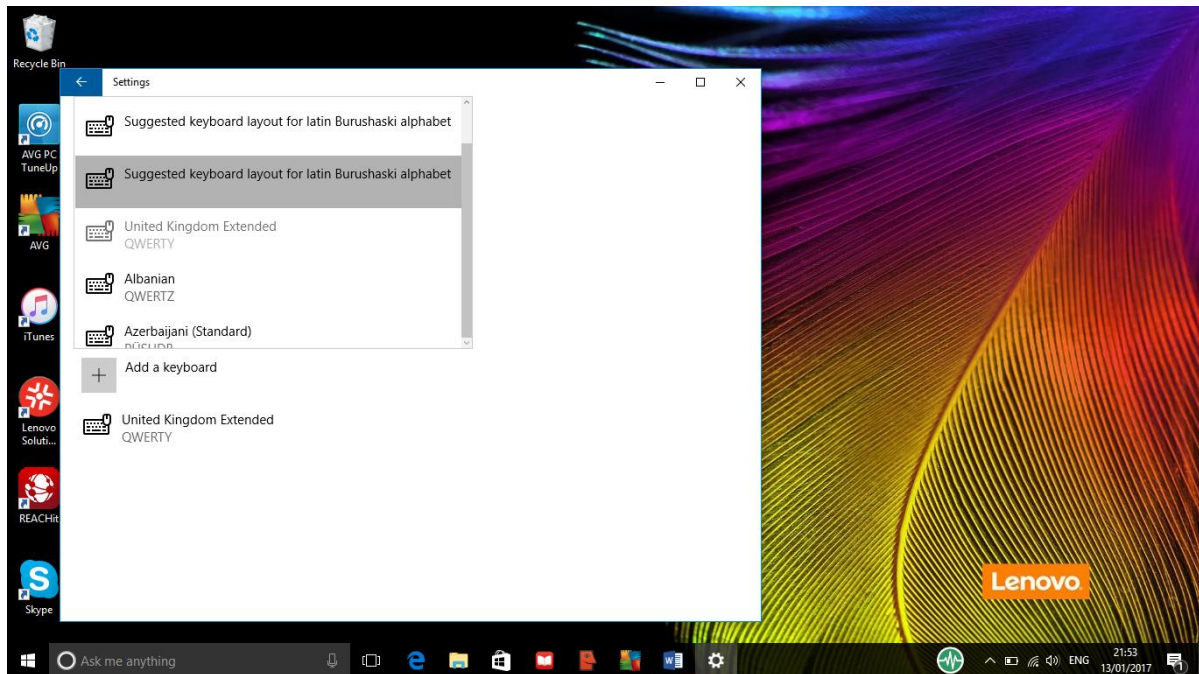 Recycle Bin
AVG PC
TuneUp
AVG
iTunes
Lenovo
Soluti...
REACHit
Skype
Settings
Suggested keyboard layout for latin Burushaski alphabet
Suggested keyboard layout for latin Burushaski alphabet
United Kingdom Extended
QWERTY
Albanian
QWERTZ
Azerbaijani (Standard)
Add a keyboard
United Kingdom Extended
QWERTY
Lenovo
Ask me anything
ENG
21:53
13/01/2017